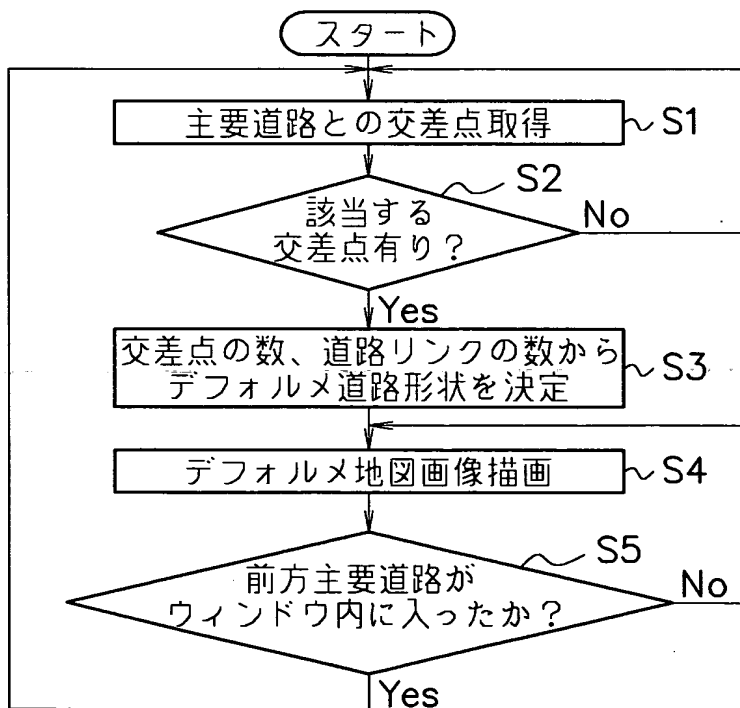 スタート
主要道路との交差点取得
S1
S2
該当する
交差点有り?
No
Yes
交差点の数、道路リンクの数から
デフォルメ道路形状を決定
S3
デフォルメ地図画像描画
S4
S5
前方主要道路が
ウィンドウ内に入ったか?
No
Yes